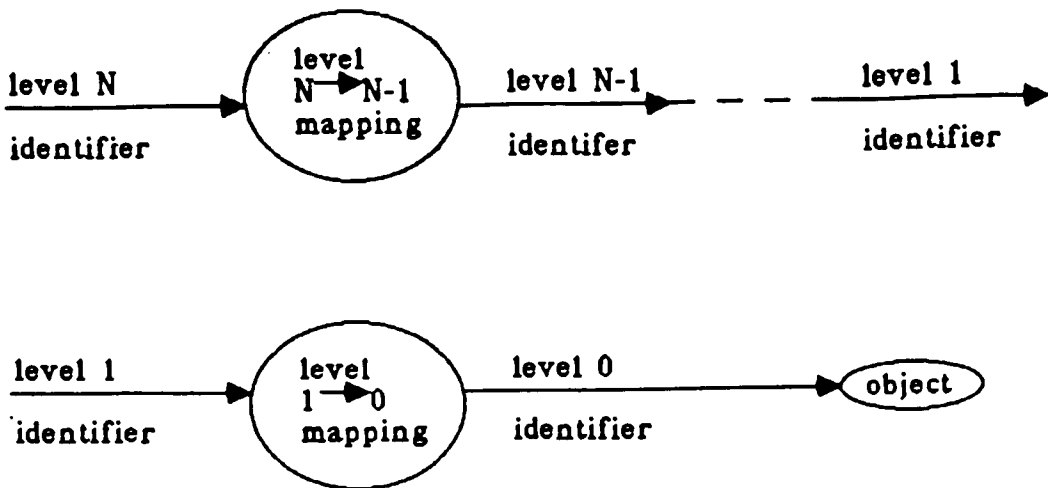 level N
identifier
level
N N-1
mapping
level N-1
identifer
level 1
identifier
level 1
identifier
level
1 0
mapping
level 0
identifier
object